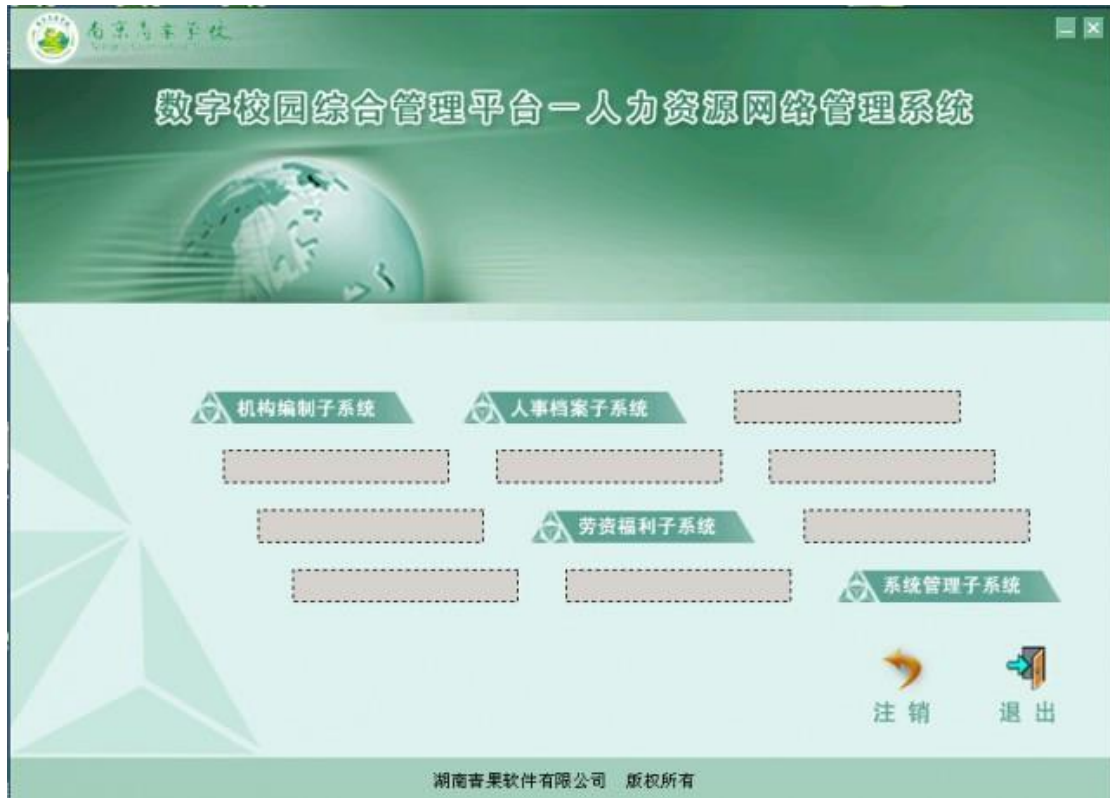 数字校园综合管理平台一人力资源网络管理系统
机构编制子系统
人事档案子系统
劳资福利子系统
系统管理子系统
注销
退出
湖南青果软件有限公司 版权所有